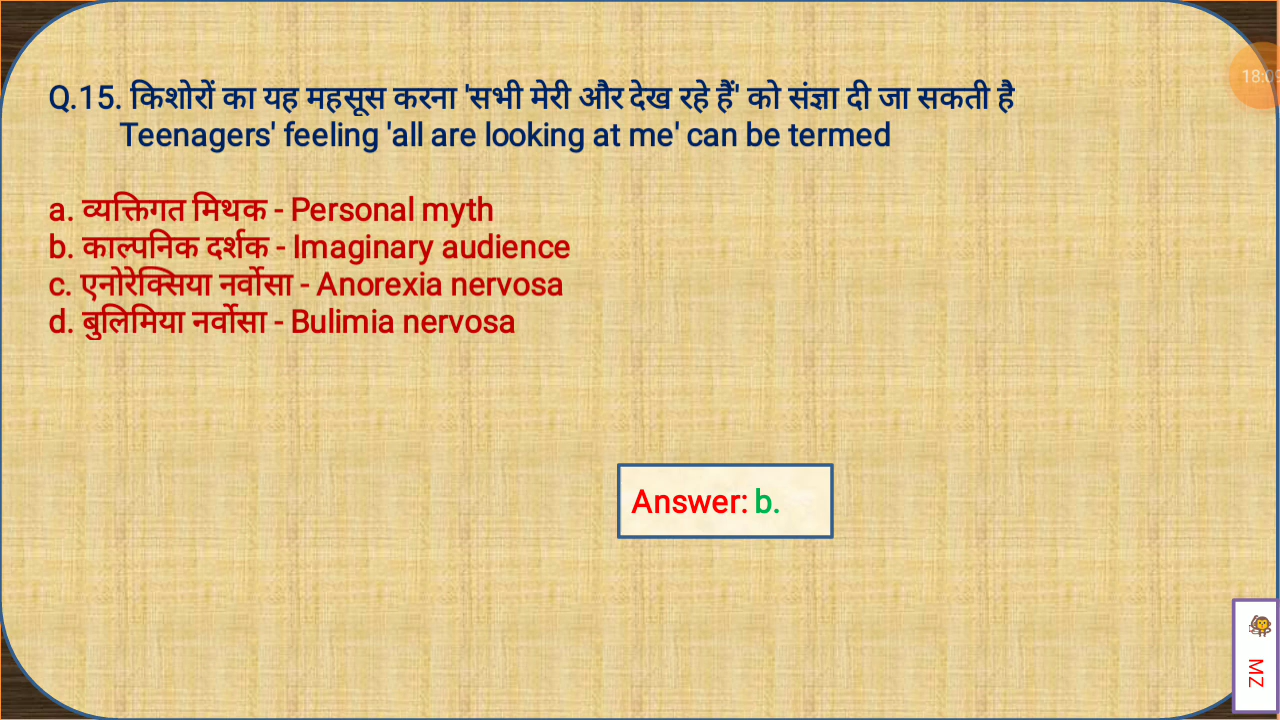 Q.15. किशोरों का यह महसूस करना 'सभी मेरी और देख रहे हैं' को संज्ञा दी जा सकती है
Teenagers' feeling 'all are looking at me' can be termed
a. व्यक्तिगत मिथक - Personal myth
b. काल्पनिक दर्शक - Imaginary audience
c. एनोरेक्सिया नर्वोसा - Anorexia nervosa
d. बुलिमिया नर्वोसा - Bulimia nervosa
Answer: b.
MZ